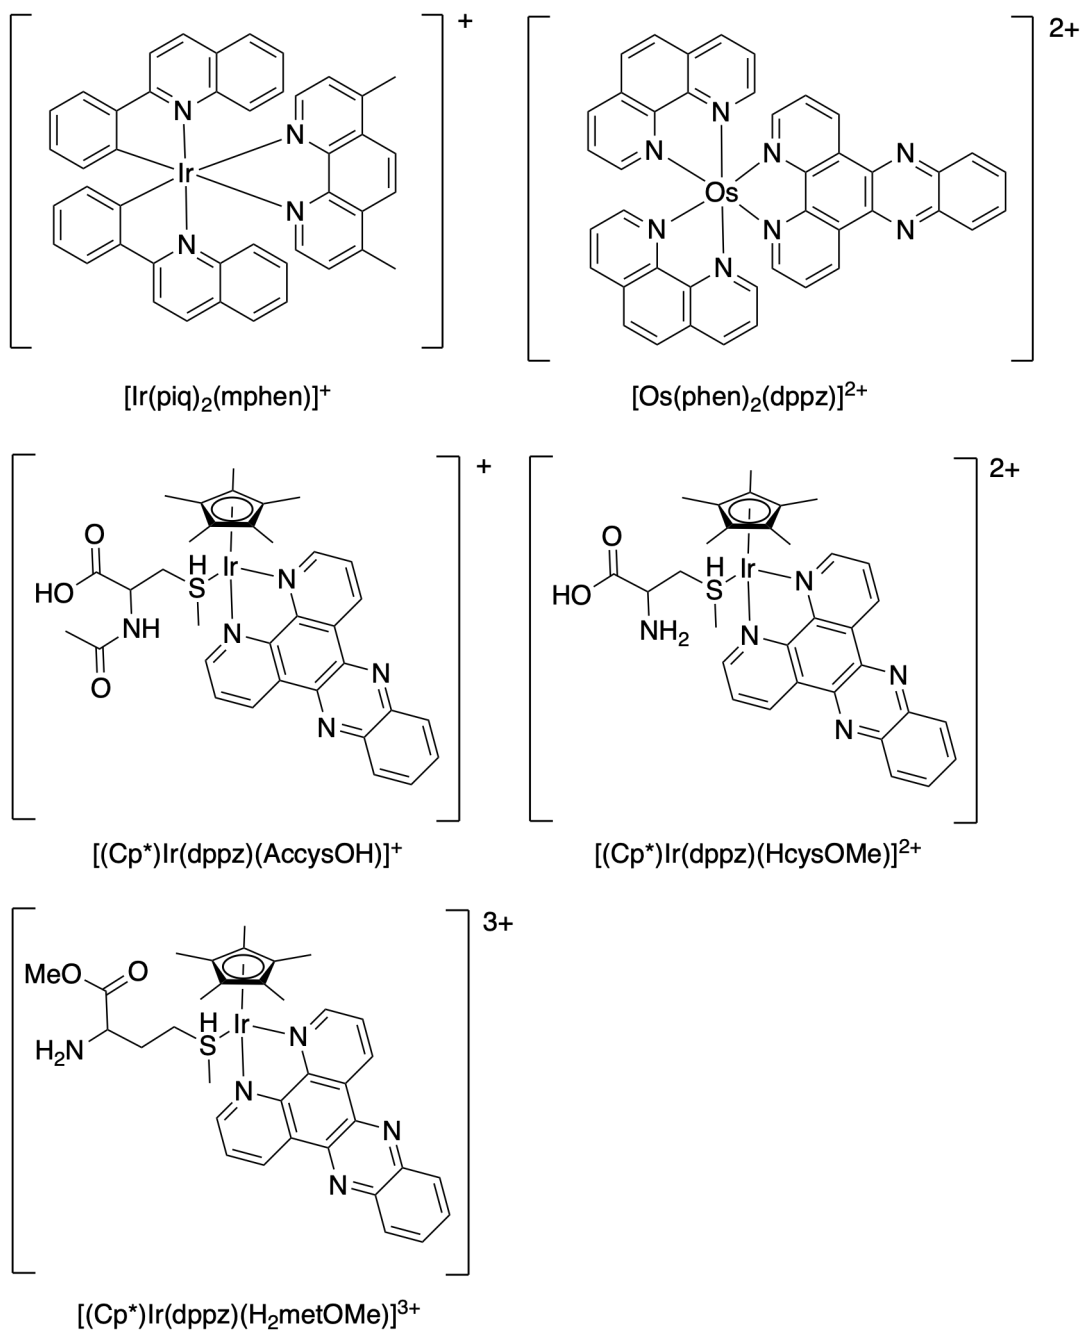 +
N
Ir
N
N
N
[Ir(piq)₂(mphen)]⁺
2+
N
N
N
N
Os
N
N
N
N
[Os(phen)₂(dppz)]²⁺
+
O
HO
H
S
Ir
N
NH
N
O
N
N
[(Cp*)Ir(dppz)(AccysOH)]⁺
2+
O
HO
H
S
Ir
N
NH₂
N
N
N
[(Cp*)Ir(dppz)(HcysOMe)]²⁺
3+
MeO
O
H₂N
H
S
Ir
N
N
N
N
[(Cp*)Ir(dppz)(H₂metOMe)]³⁺